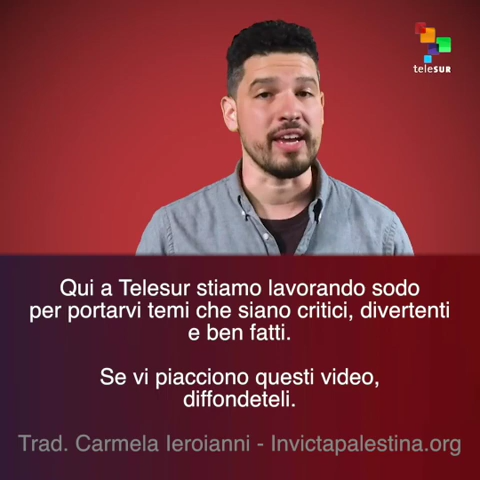 teleSUR
Qui a Telesur stiamo lavorando sodo
per portarvi temi che siano critici, divertenti
e ben fatti.
Se vi piacciono questi video,
diffondeteli.
Trad. Carmela Ieroianni - Invictapalestina.org